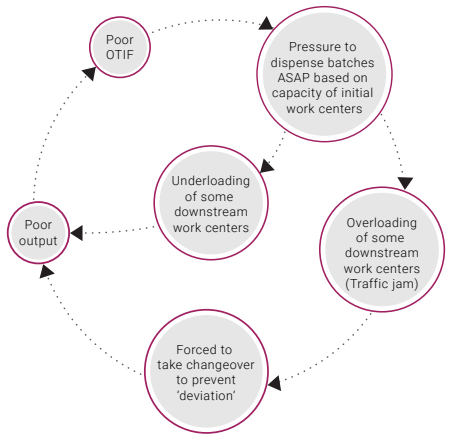 Poor
OTIF
Pressure to
dispense batches
ASAP based on
capacity of initial
work centers
Underloading
of some
downstream
work centers
Poor
output
Overloading
of some
downstream
work centers
(Traffic jam)
Forced to
take changeover
to prevent
‘deviation’